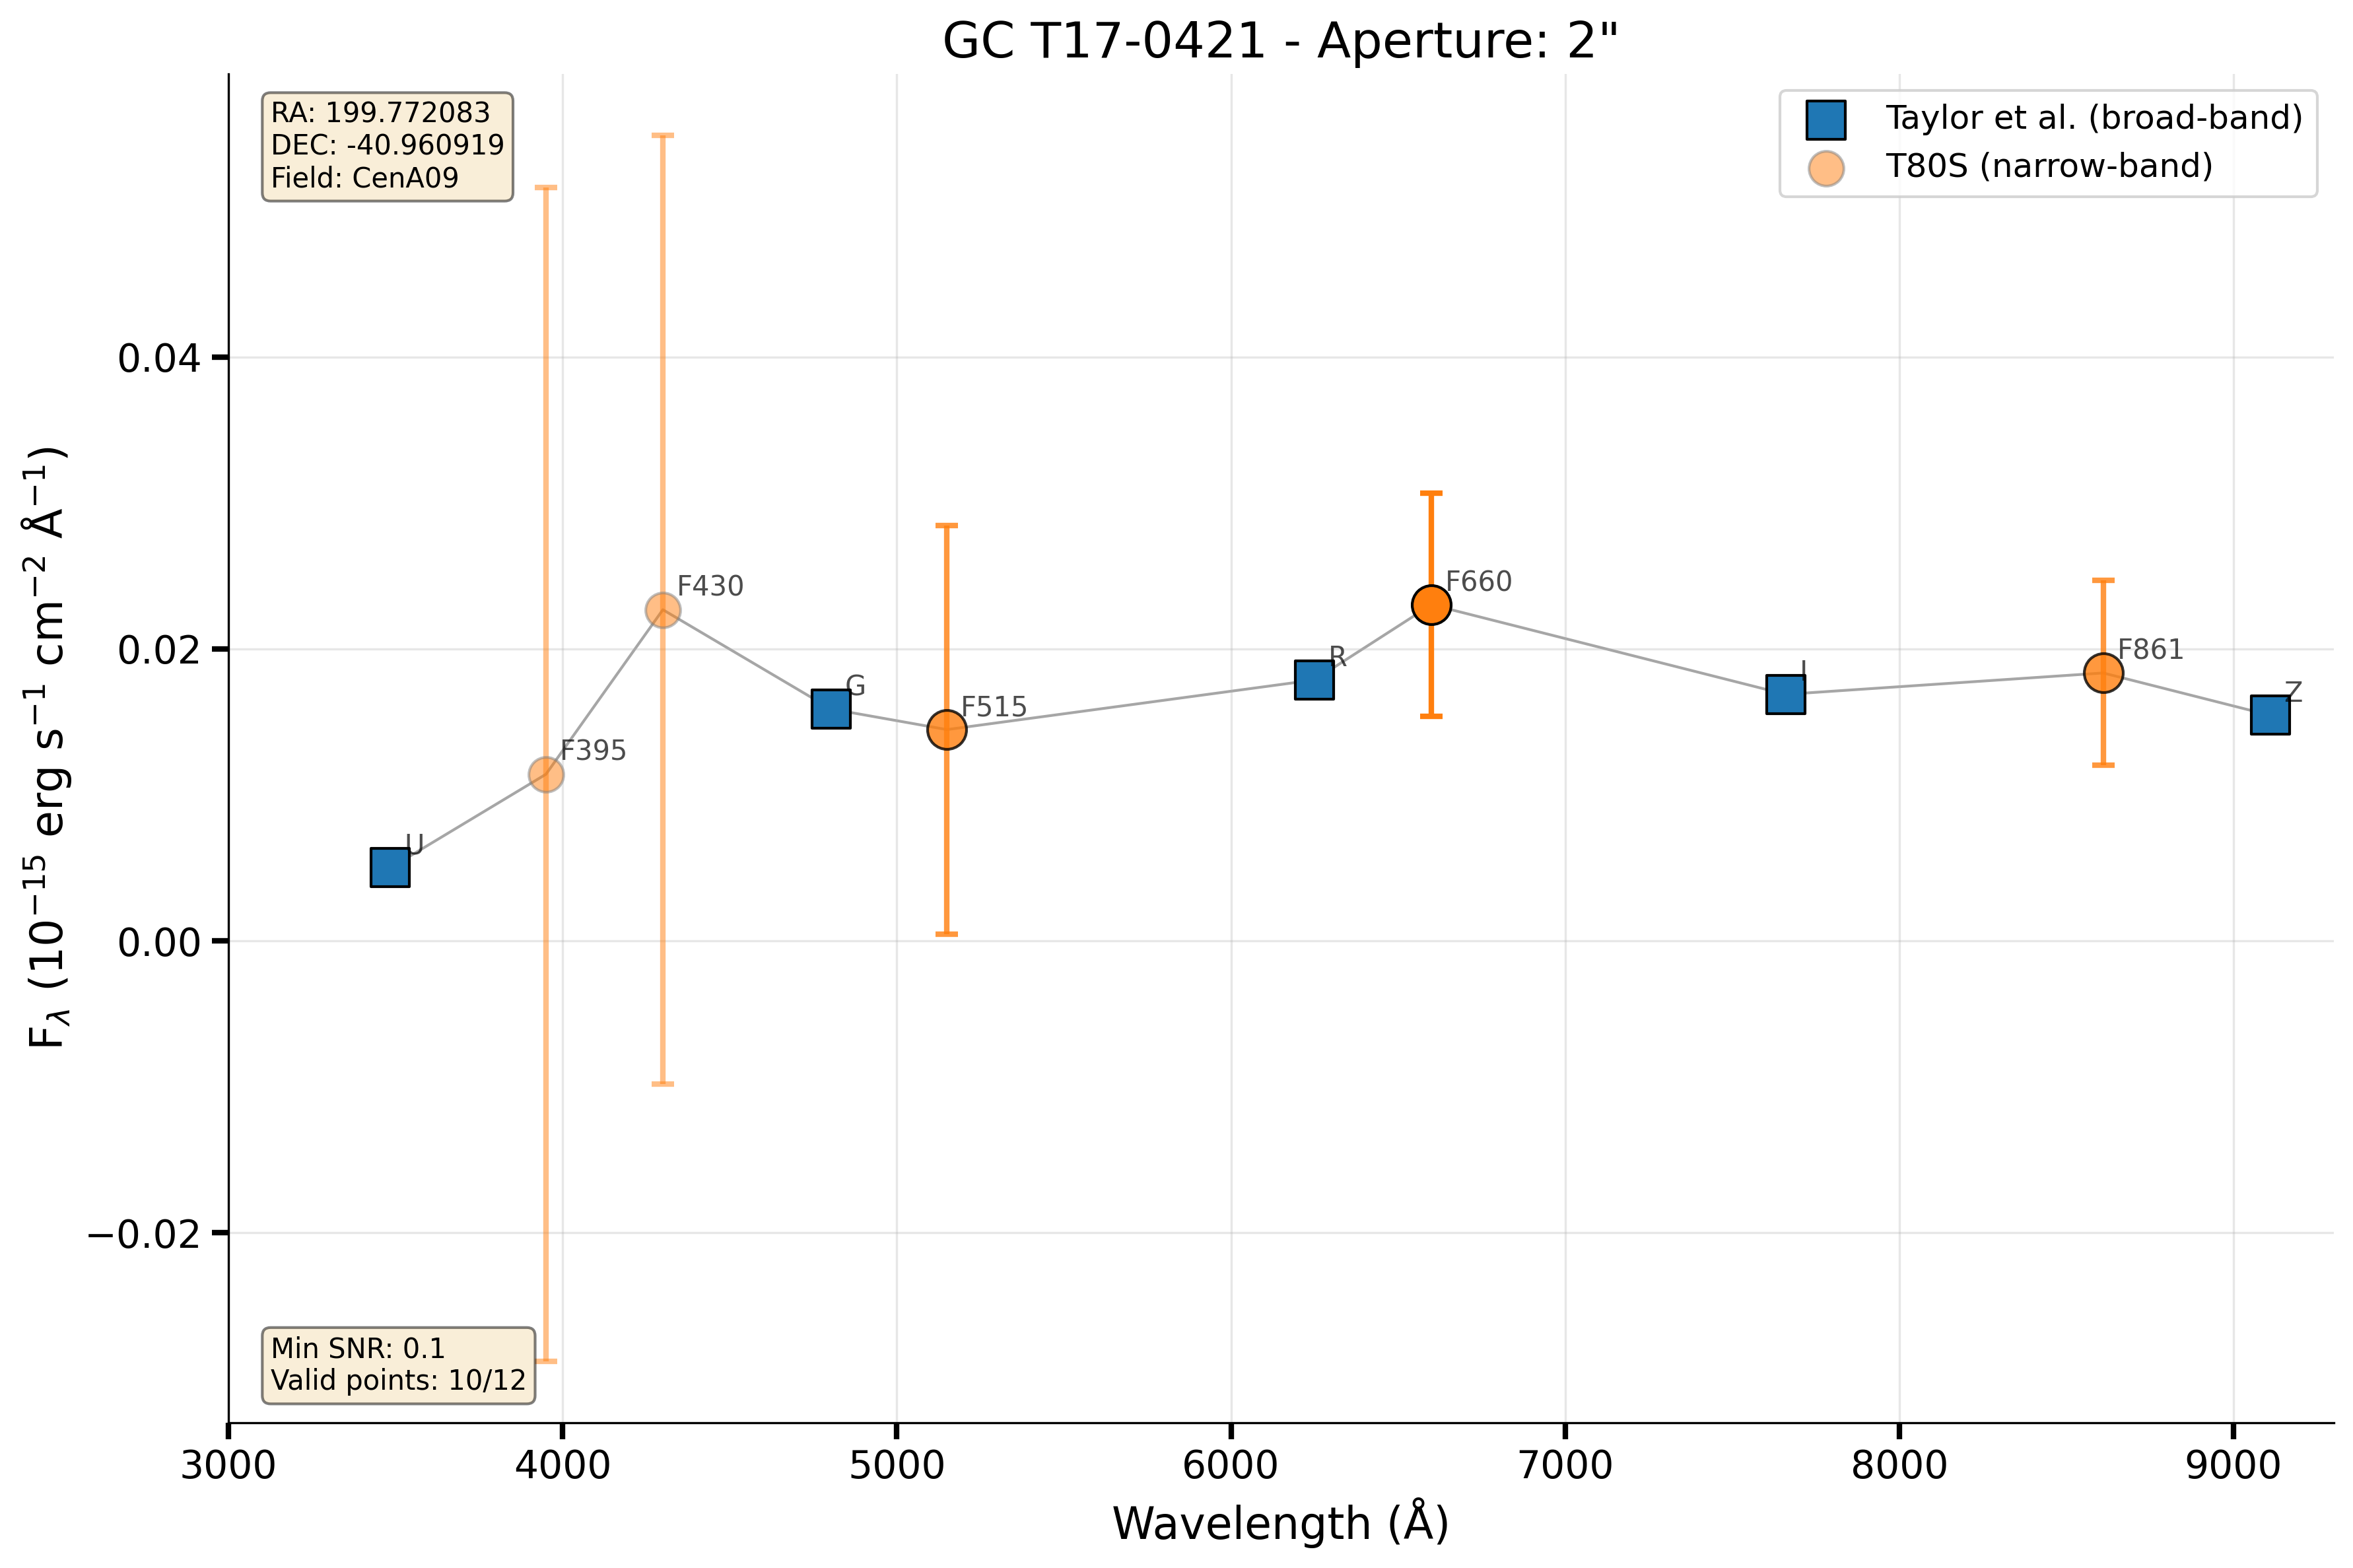 GC T17-0421 - Aperture: 2"
RA: 199.772083
DEC: -40.960919
Field: CenA09
Taylor et al. (broad-band)
T80S (narrow-band)
0.04
0.02
0.00
−0.02
F_λ (10⁻¹⁵ erg s⁻¹ cm⁻² Å⁻¹)
U
F395
F430
G
F515
R
F660
I
F861
Z
Min SNR: 0.1
Valid points: 10/12
3000 4000 5000 6000 7000 8000 9000
Wavelength (Å)